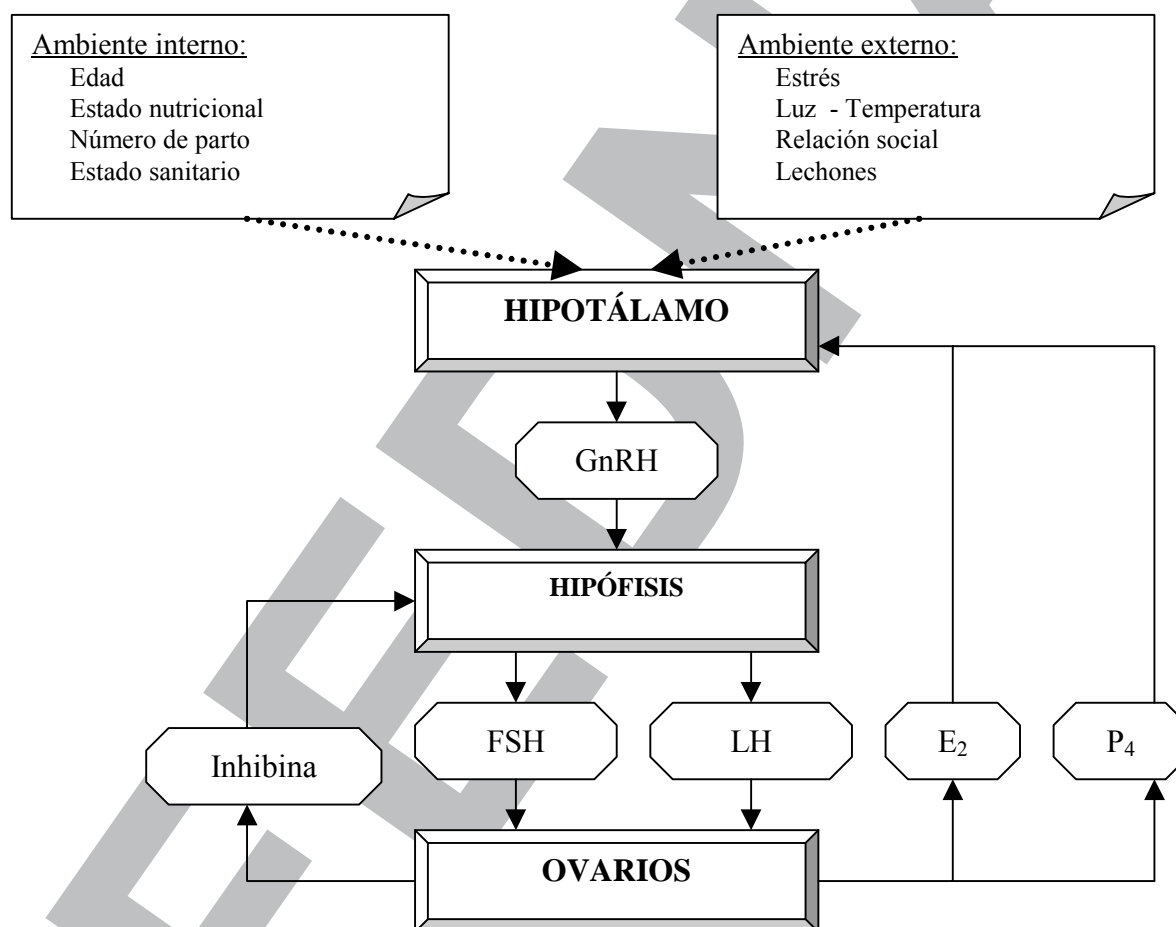 Ambiente interno:
Edad
Estado nutricional
Número de parto
Estado sanitario
Ambiente externo:
Estrés
Luz - Temperatura
Relación social
Lechones
HIPOTÁLAMO
GnRH
HIPÓFISIS
Inhibina
FSH
LH
E₂
P₄
OVARIOS